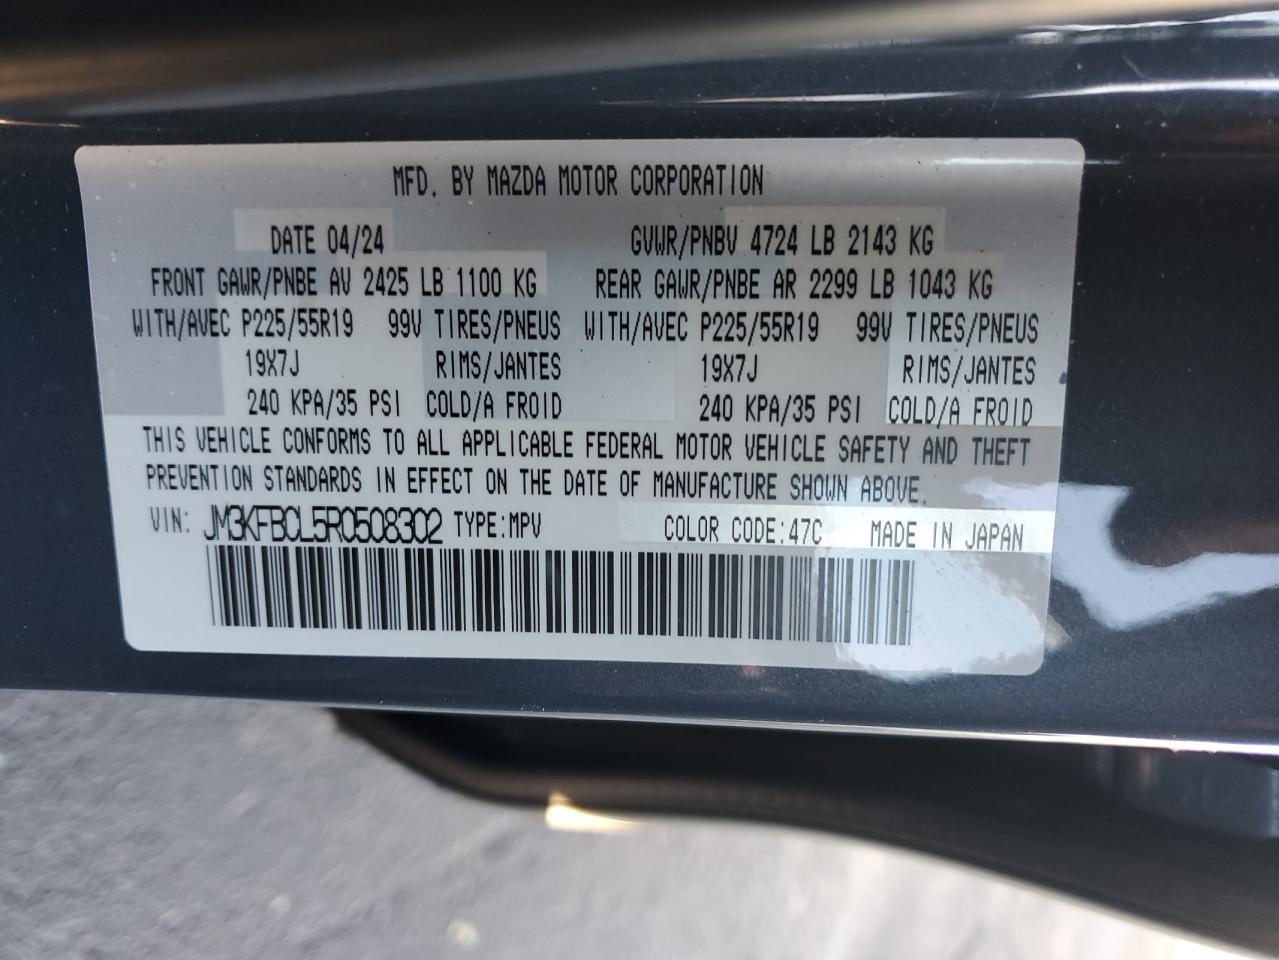 MFD. BY MAZDA MOTOR CORPORATION
DATE 04/24 GVWR/PNBV 4724 LB 2143 KG
FRONT GAWR/PNBE AV 2425 LB 1100 KG REAR GAWR/PNBE AR 2299 LB 1043 KG
WITH/AVEC P225/55R19 99V TIRES/PNEUS WITH/AVEC P225/55R19 99V TIRES/PNEUS
19X7J RIMS/JANTES 19X7J RIMS/JANTES
240 KPA/35 PSI COLD/A FROID 240 KPA/35 PSI COLD/A FROID
THIS VEHICLE CONFORMS TO ALL APPLICABLE FEDERAL MOTOR VEHICLE SAFETY AND THEFT
PREVENTION STANDARDS IN EFFECT ON THE DATE OF MANUFACTURE SHOWN ABOVE.
VIN: JM3KFBCL5R0508302 TYPE:MPV COLOR CODE:47C MADE IN JAPAN